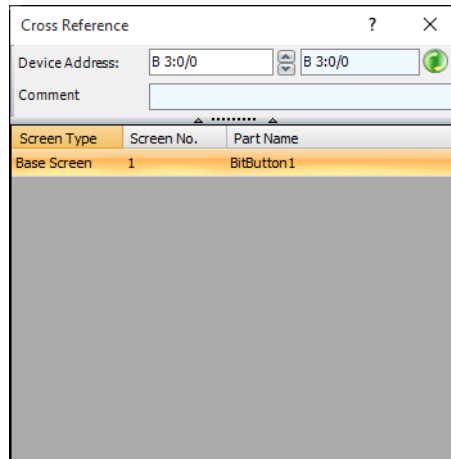 Cross Reference ? ×
Device Address: B 3:0/0 B 3:0/0
Comment
Screen Type Screen No. Part Name
Base Screen 1 BitButton1